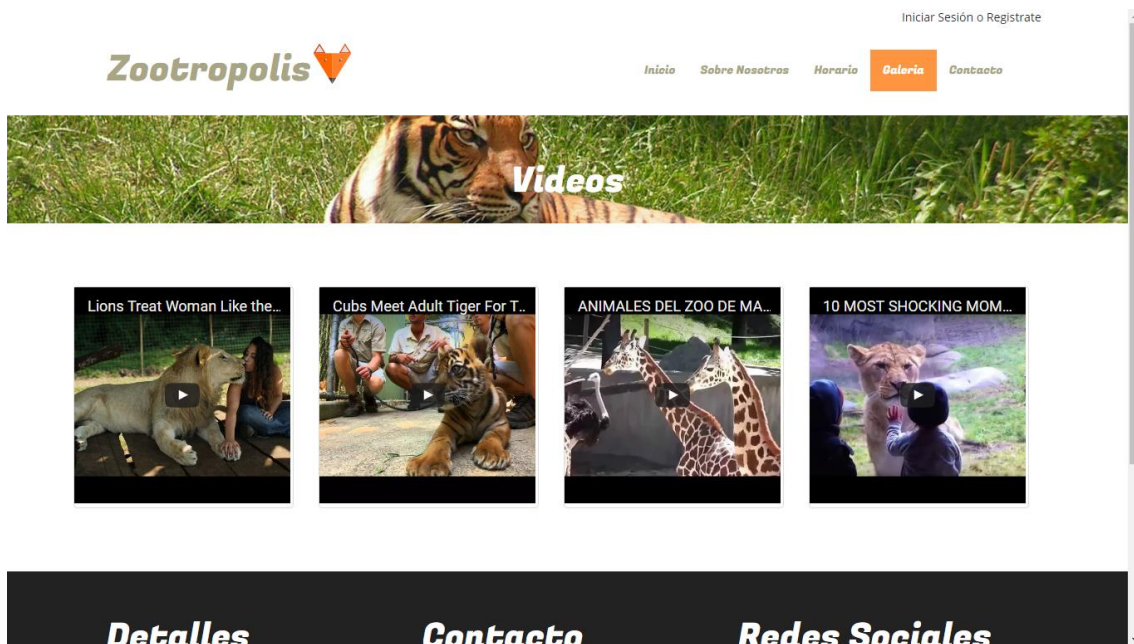 Iniciar Sesión o Registrate
Zootropolis
Inicio Sobre Nosotros Horario Galeria Contacto
Videos
Lions Treat Woman Like the...
Cubs Meet Adult Tiger For T...
ANIMALES DEL ZOO DE MA...
10 MOST SHOCKING MOM...
Detalles Contacto Redes Sociales